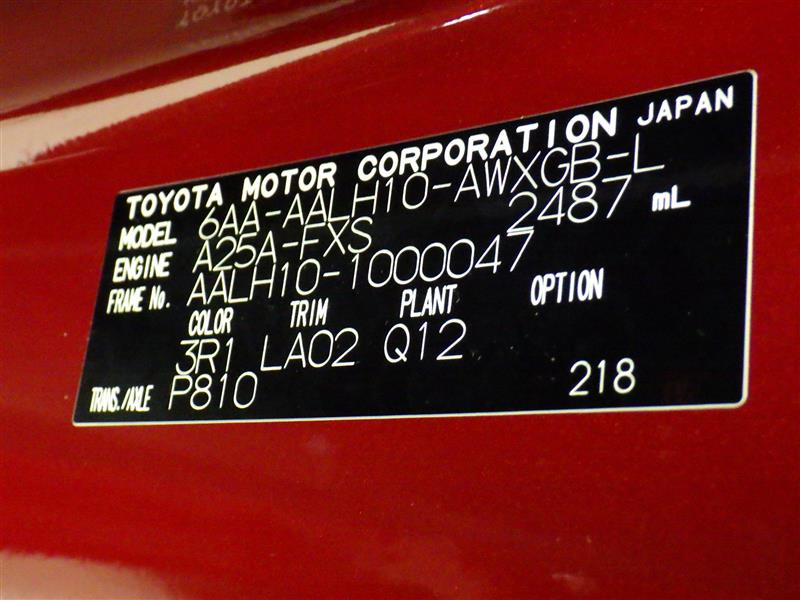 TOYOTA MOTOR CORPORATION JAPAN
MODEL 6AA-AALH10-AWXGB-L
ENGINE A25A-FXS 2487 mL
FRAME No. AALH10-1000047
COLOR TRIM PLANT OPTION
3R1 LA02 Q12
TRANS./AXLE P810 218